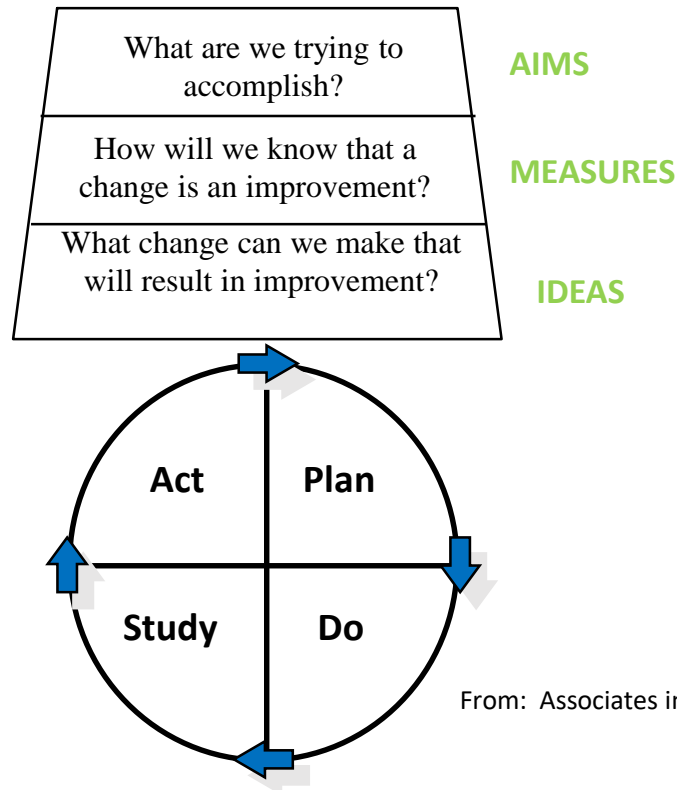 What are we trying to
accomplish?
AIMS
How will we know that a
change is an improvement?
MEASURES
What change can we make that
will result in improvement?
IDEAS
Act
Plan
Study
Do
From: Associates in